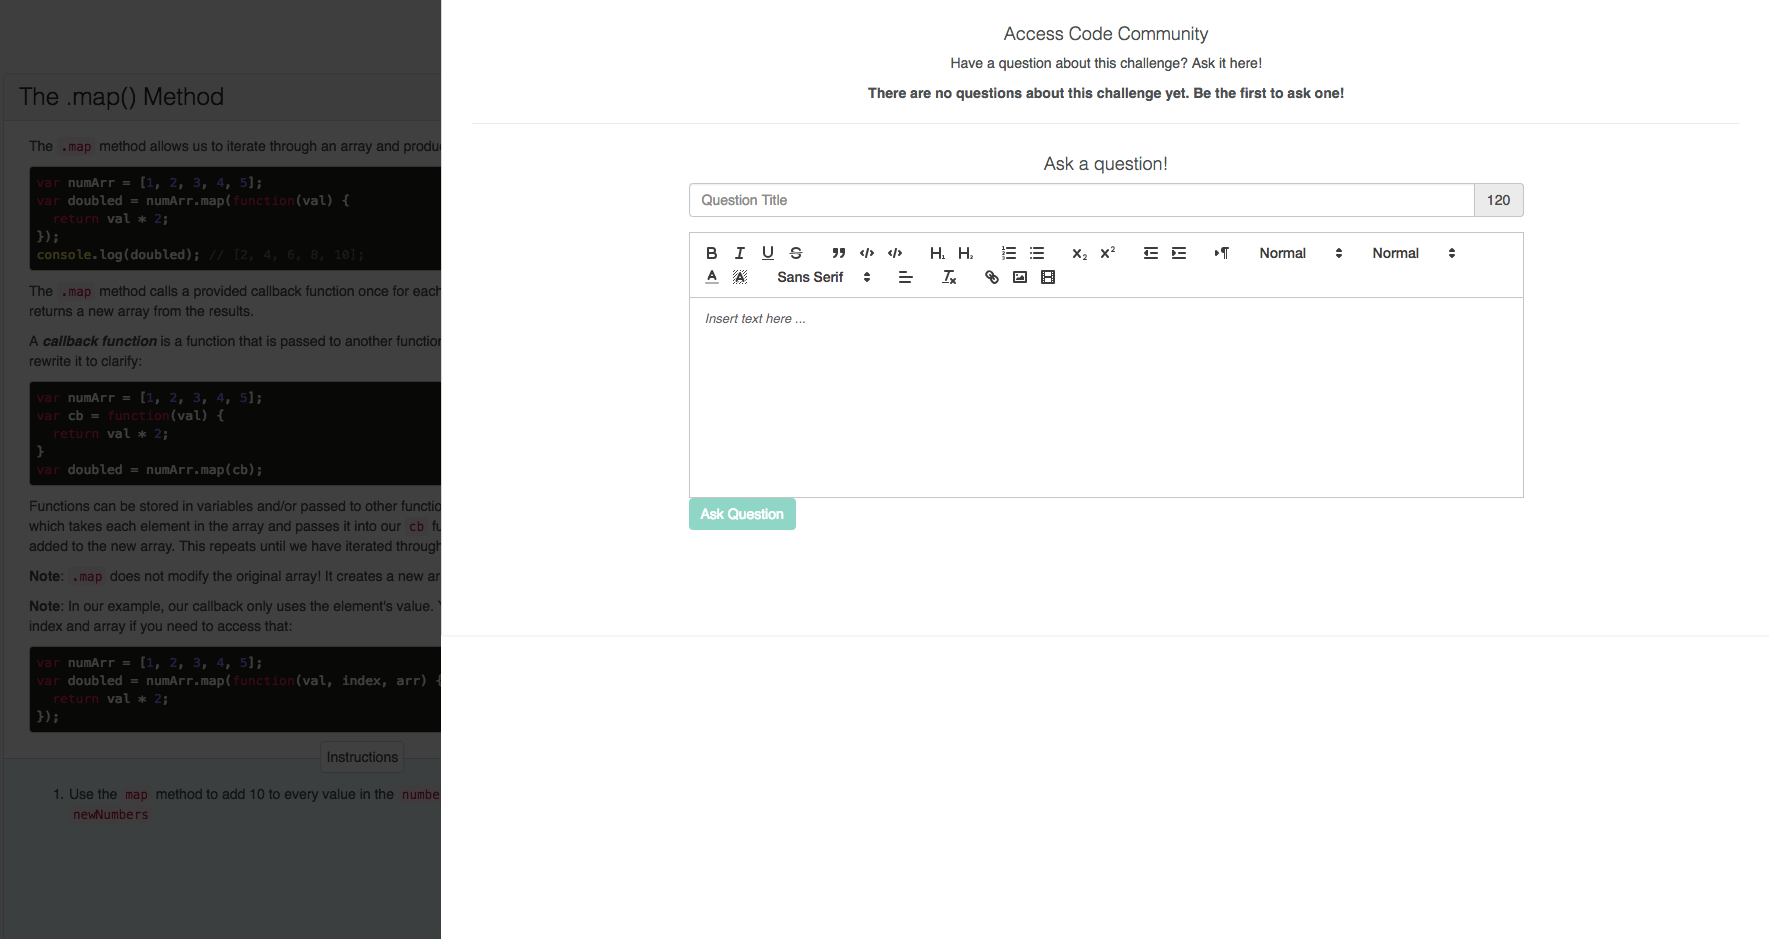 The .map() Method
The .map method allows us to iterate through an array and produ
var numArr = [1, 2, 3, 4, 5];
var doubled = numArr.map(function(val) {
return val * 2;
});
console.log(doubled); // [2, 4, 6, 8, 10];
The .map method calls a provided callback function once for each
returns a new array from the results.
A callback function is a function that is passed to another function
rewrite it to clarify:
var numArr = [1, 2, 3, 4, 5];
var cb = function(val) {
return val * 2;
}
var doubled = numArr.map(cb);
Functions can be stored in variables and/or passed to other functio
which takes each element in the array and passes it into our cb fu
added to the new array. This repeats until we have iterated through
Note: .map does not modify the original array! It creates a new ar
Note: In our example, our callback only uses the element's value.
index and array if you need to access that:
var numArr = [1, 2, 3, 4, 5];
var doubled = numArr.map(function(val, index, arr) {
return val * 2;
});
Instructions
1. Use the map method to add 10 to every value in the numbe
newNumbers
Access Code Community
Have a question about this challenge? Ask it here!
There are no questions about this challenge yet. Be the first to ask one!
Ask a question!
Question Title 120
B I U S </> </> H1 H2 x2 x2 ¶ Normal Normal
A A Sans Serif Tx
Insert text here ...
Ask Question